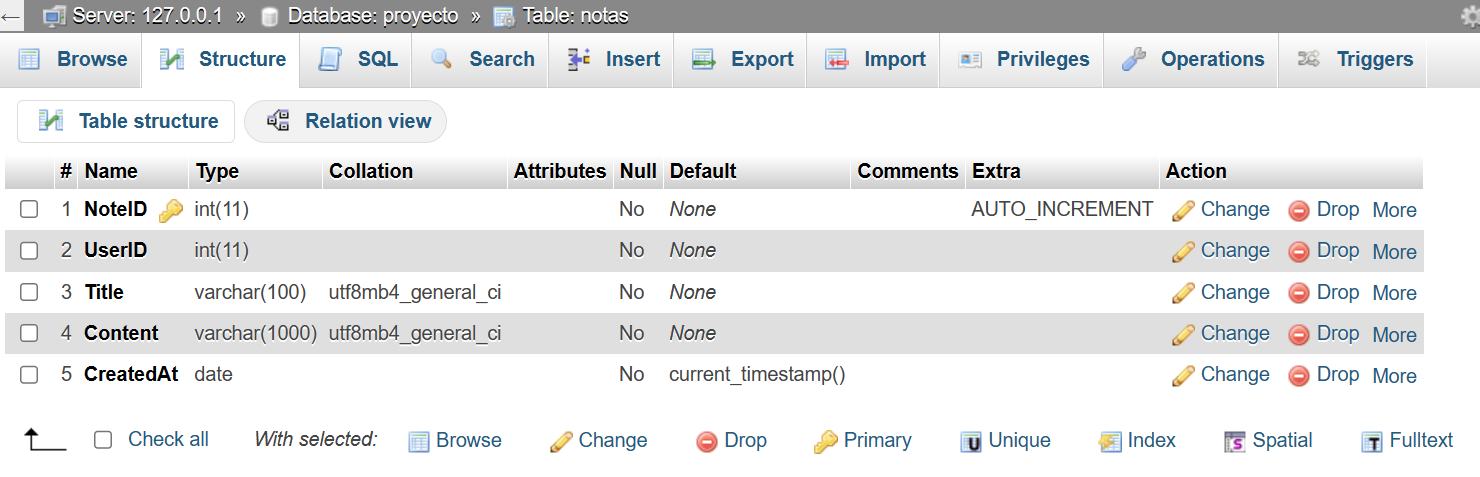 Server: 127.0.0.1 » Database: proyecto » Table: notas
Browse Structure SQL Search Insert Export Import Privileges Operations Triggers
Table structure Relation view
# Name Type Collation Attributes Null Default Comments Extra Action
1 NoteID int(11) No None AUTO_INCREMENT Change Drop More
2 UserID int(11) No None Change Drop More
3 Title varchar(100) utf8mb4_general_ci No None Change Drop More
4 Content varchar(1000) utf8mb4_general_ci No None Change Drop More
5 CreatedAt date No current_timestamp() Change Drop More
Check all With selected: Browse Change Drop Primary Unique Index Spatial Fulltext